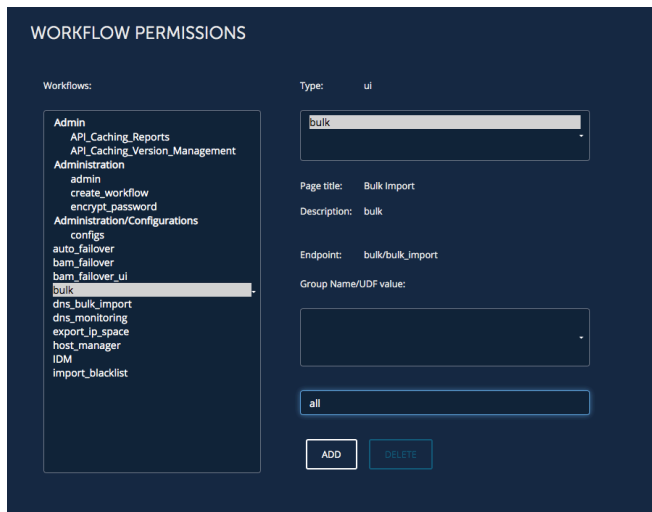 WORKFLOW PERMISSIONS
Workflows:
Admin
API_Caching_Reports
API_Caching_Version_Management
Administration
admin
create_workflow
encrypt_password
Administration/Configurations
configs
auto_failover
bam_failover
bam_failover_ui
bulk
dns_bulk_import
dns_monitoring
export_ip_space
host_manager
IDM
import_blacklist
Type: ui
bulk
Page title: Bulk Import
Description: bulk
Endpoint: bulk/bulk_import
Group Name/UDF value:
all
ADD DELETE